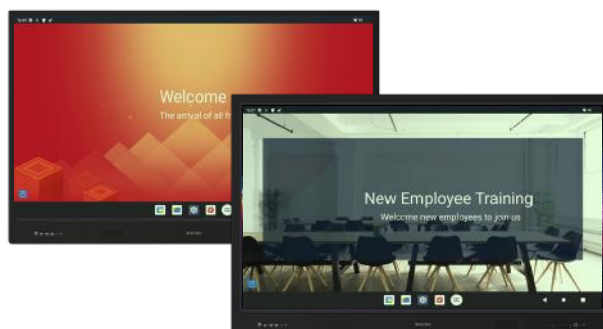 Welcome
The arrival of all fr
New Employee Training
Welcome new employees to join us